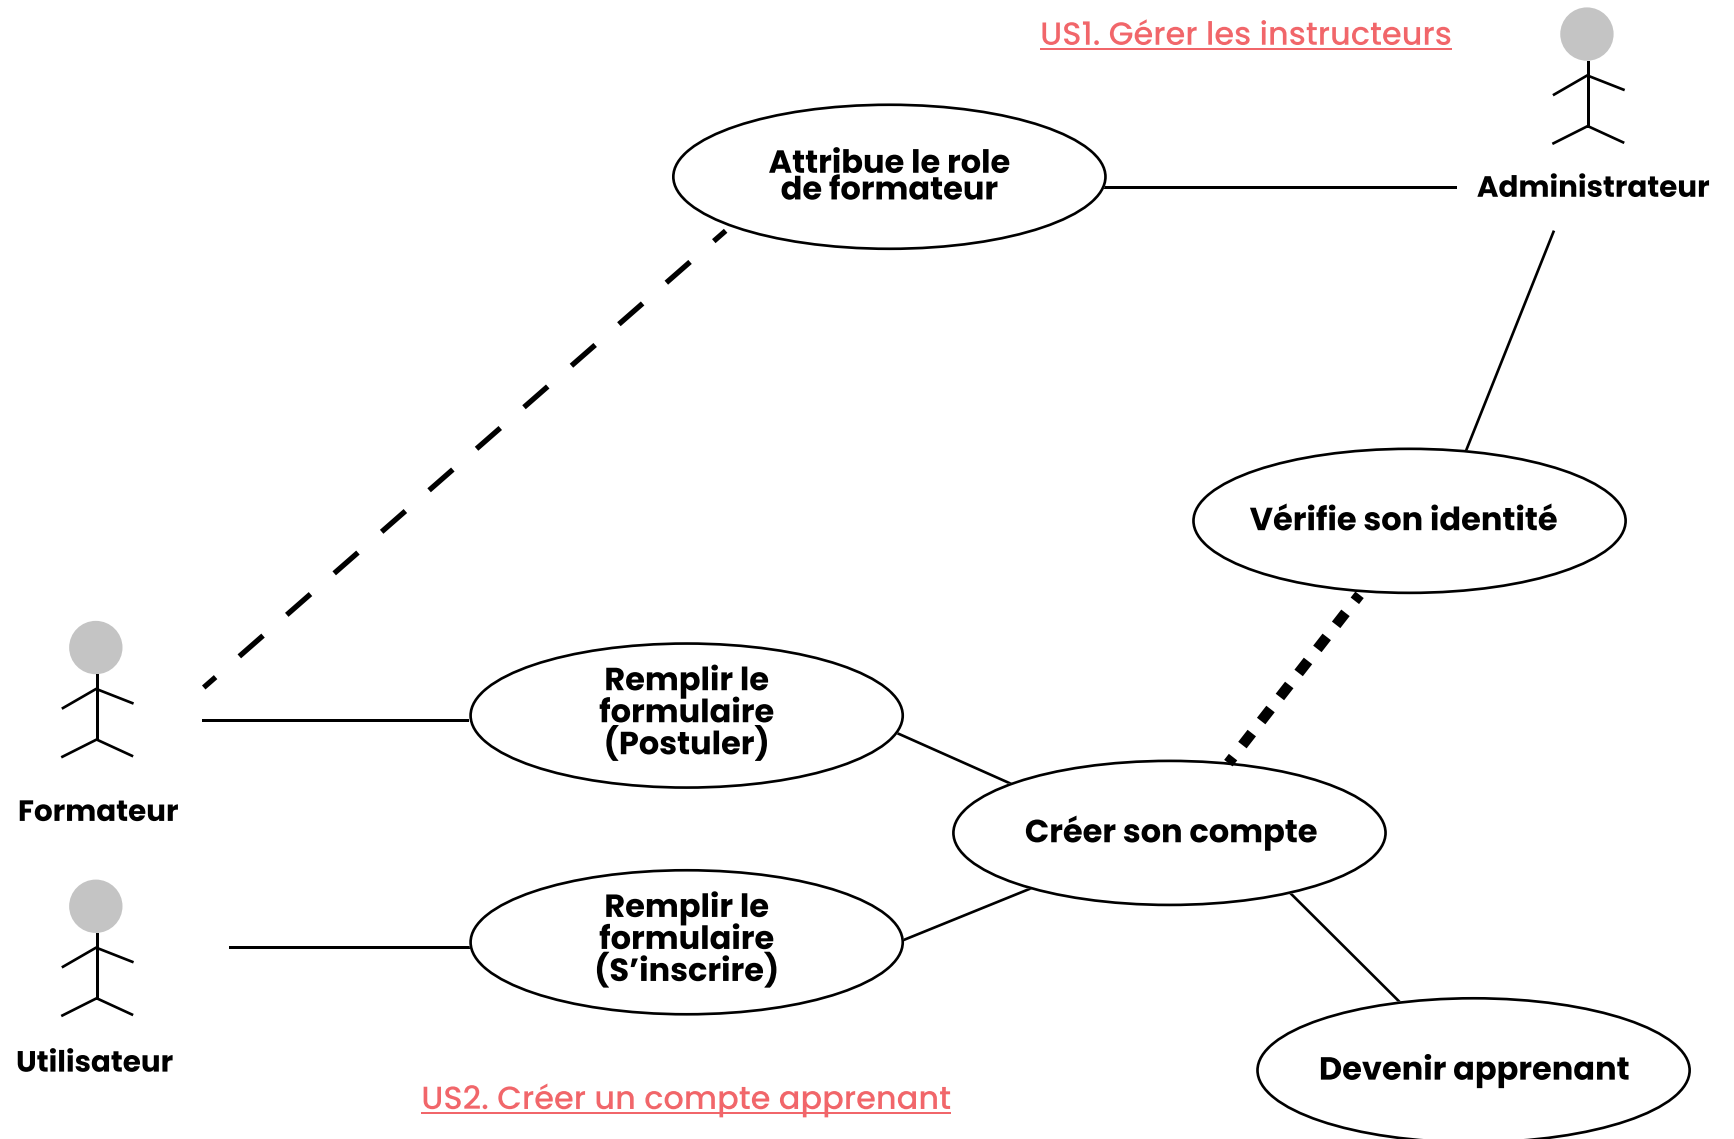 US1. Gérer les instructeurs
Attribue le role
de formateur
Administrateur
Vérifie son identité
Remplir le
formulaire
(Postuler)
Formateur
Créer son compte
Remplir le
formulaire
(S’inscrire)
Utilisateur
Devenir apprenant
US2. Créer un compte apprenant